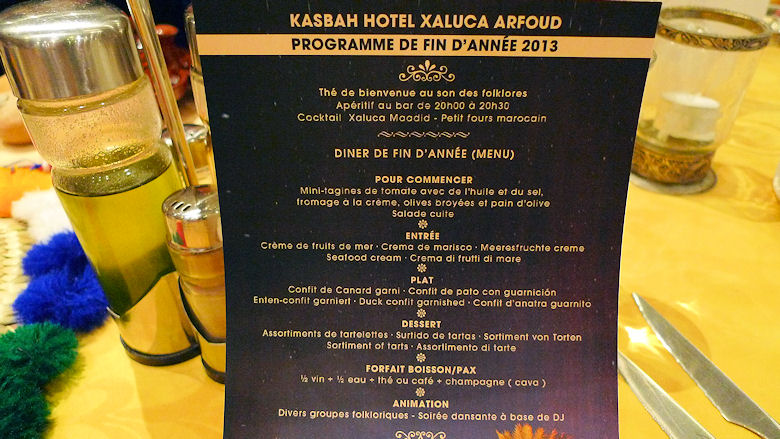 KASBAH HOTEL XALUCA ARFOUD
PROGRAMME DE FIN D'ANNÉE 2013
Thé de bienvenue au son des folklores
Apéritif au bar de 20h00 à 20h30
Cocktail Xaluca Maadid - Petit fours marocain
DINER DE FIN D'ANNÉE (MENU)
POUR COMMENCER
Mini-tagines de tomate avec de l'huile et du sel,
fromage à la crème, olives broyées et pain d'olive
Salade cuite
ENTRÉE
Crème de fruits de mer · Crema de marisco · Meeresfruchte creme
Seafood cream · Crema di frutti di mare
PLAT
Confit de Canard garni · Confit de pato con guarnición
Enten-confit garniert · Duck confit garnished · Confit d'anatra guarnito
DESSERT
Assortiments de tartelettes · Surtido de tartas · Sortiment von Torten
Sortiment of tarts · Assortimento di tarte
FORFAIT BOISSON/PAX
½ vin + ½ eau + thé ou café + champagne ( cava )
ANIMATION
Divers groupes folkloriques - Soirée dansante à base de DJ